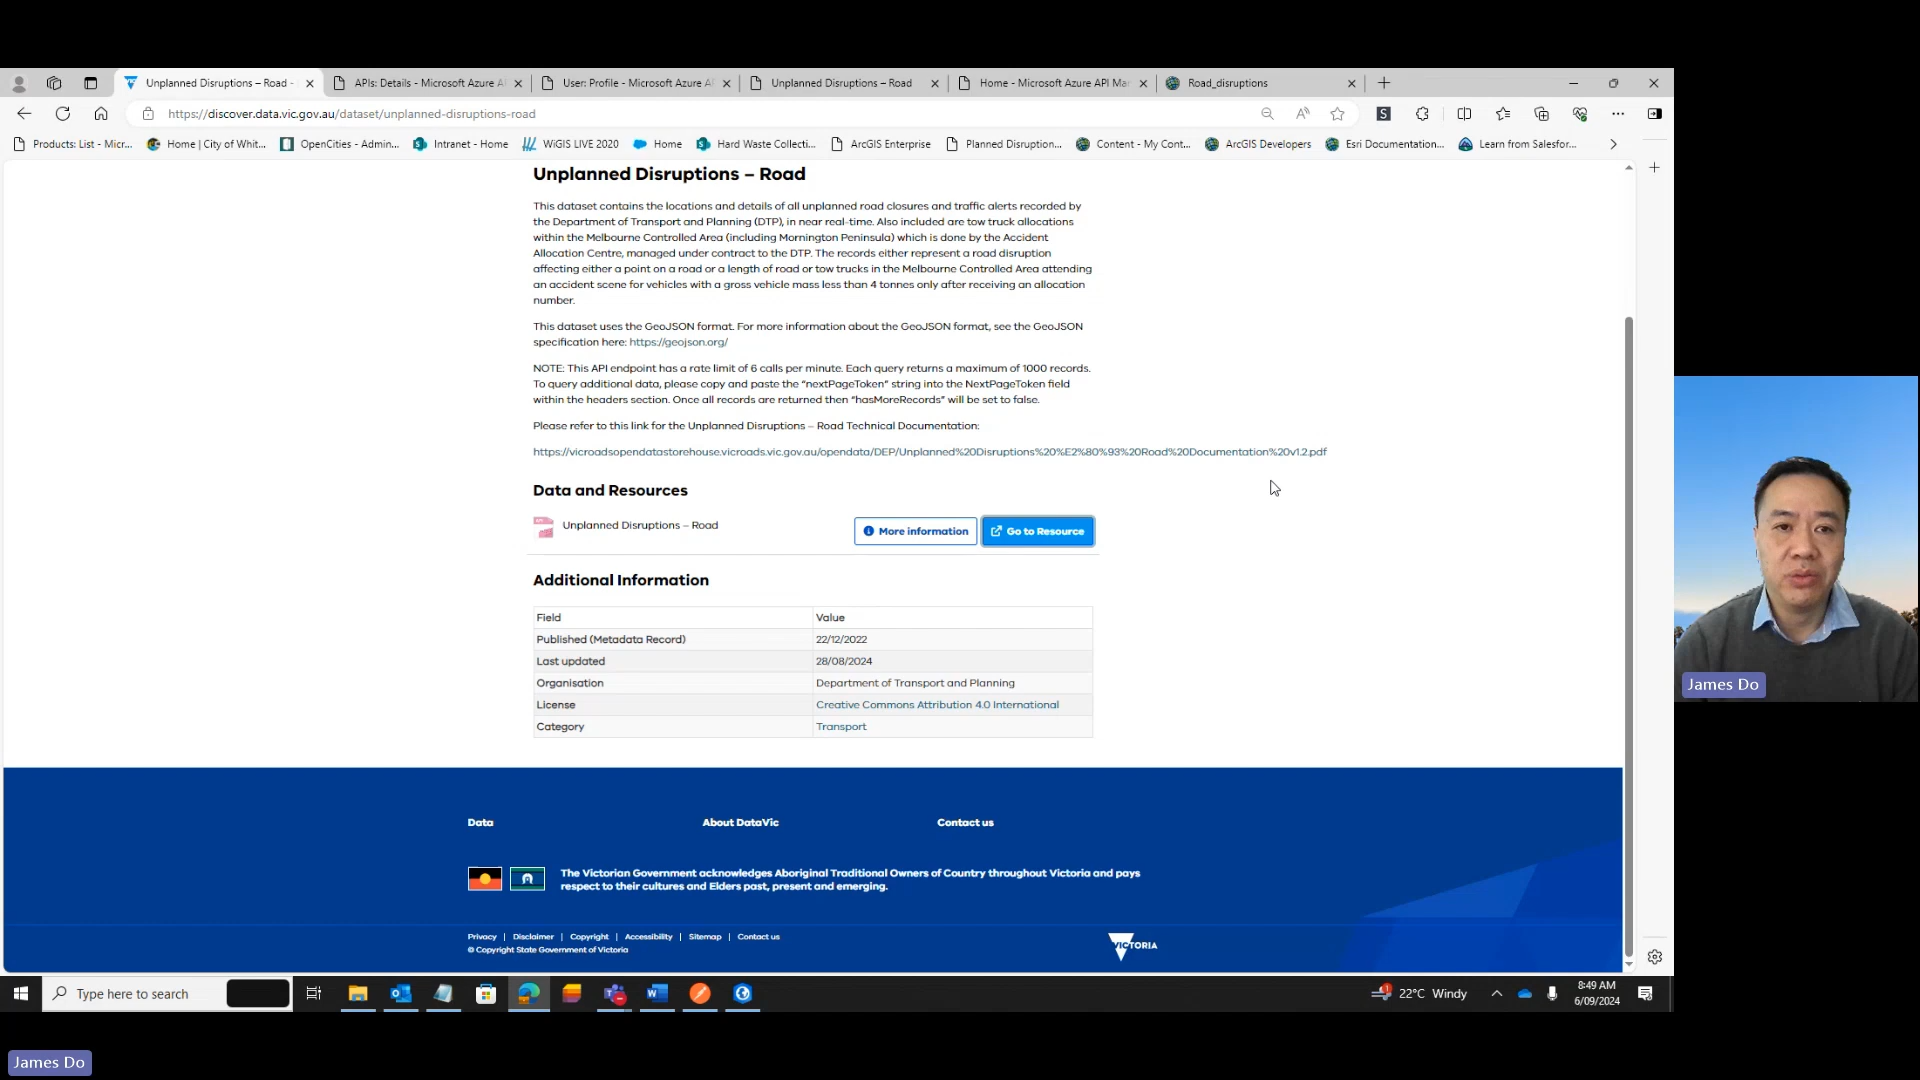 Unplanned Disruptions – Road -
APIs: Details - Microsoft Azure A
User: Profile - Microsoft Azure A
Unplanned Disruptions – Road
Home - Microsoft Azure API Ma
Road_disruptions
https://discover.data.vic.gov.au/dataset/unplanned-disruptions-road
Products: List - Micr...
Home | City of Whit...
OpenCities - Admin...
Intranet - Home
WiGIS LIVE 2020
Home
Hard Waste Collecti...
ArcGIS Enterprise
Planned Disruption...
Content - My Cont...
ArcGIS Developers
Esri Documentation...
Learn from Salesfor...
Unplanned Disruptions – Road
This dataset contains the locations and details of all unplanned road closures and traffic alerts recorded by
the Department of Transport and Planning (DTP), in near real-time. Also included are tow truck allocations
within the Melbourne Controlled Area (including Mornington Peninsula) which is done by the Accident
Allocation Centre, managed under contract to the DTP. The records either represent a road disruption
affecting either a point on a road or a length of road or tow trucks in the Melbourne Controlled Area attending
an accident scene for vehicles with a gross vehicle mass less than 4 tonnes only after receiving an allocation
number.
This dataset uses the GeoJSON format. For more information about the GeoJSON format, see the GeoJSON
specification here: https://geojson.org/
NOTE: This API endpoint has a rate limit of 6 calls per minute. Each query returns a maximum of 1000 records.
To query additional data, please copy and paste the "nextPageToken" string into the NextPageToken field
within the headers section. Once all records are returned then "hasMoreRecords" will be set to false.
Please refer to this link for the Unplanned Disruptions – Road Technical Documentation:
https://vicroadsopendatastorehouse.vicroads.vic.gov.au/opendata/DEP/Unplanned%20Disruptions%20%E2%80%93%20Road%20Documentation%20v1.2.pdf
Data and Resources
Unplanned Disruptions – Road
More information
Go to Resource
Additional Information
Field Value
Published (Metadata Record) 22/12/2022
Last updated 28/08/2024
Organisation Department of Transport and Planning
License Creative Commons Attribution 4.0 International
Category Transport
Data
About DataVic
Contact us
The Victorian Government acknowledges Aboriginal Traditional Owners of Country throughout Victoria and pays
respect to their cultures and Elders past, present and emerging.
Privacy | Disclaimer | Copyright | Accessibility | Sitemap | Contact us
© Copyright State Government of Victoria
VICTORIA
James Do
Type here to search
22°C Windy
8:49 AM
6/09/2024
James Do